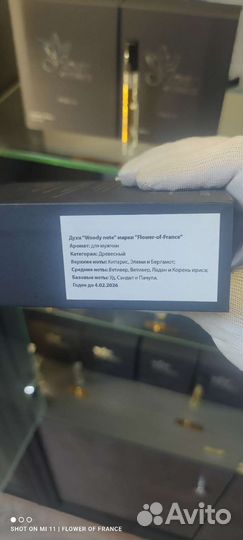 Духи "Woody note" марки "Flower-of-France"
Аромат: для мужчин
Категория: Древесный
Верхние ноты: Кипарис, Элеми и Бергамот;
Средние ноты: Ветивер, Ветивер, Ладан и Корень ириса;
Базовые ноты: Уд, Сандал и Пачули.
Годен до 4.02.2026
SHOT ON MI 11 | FLOWER OF FRANCE
Avito